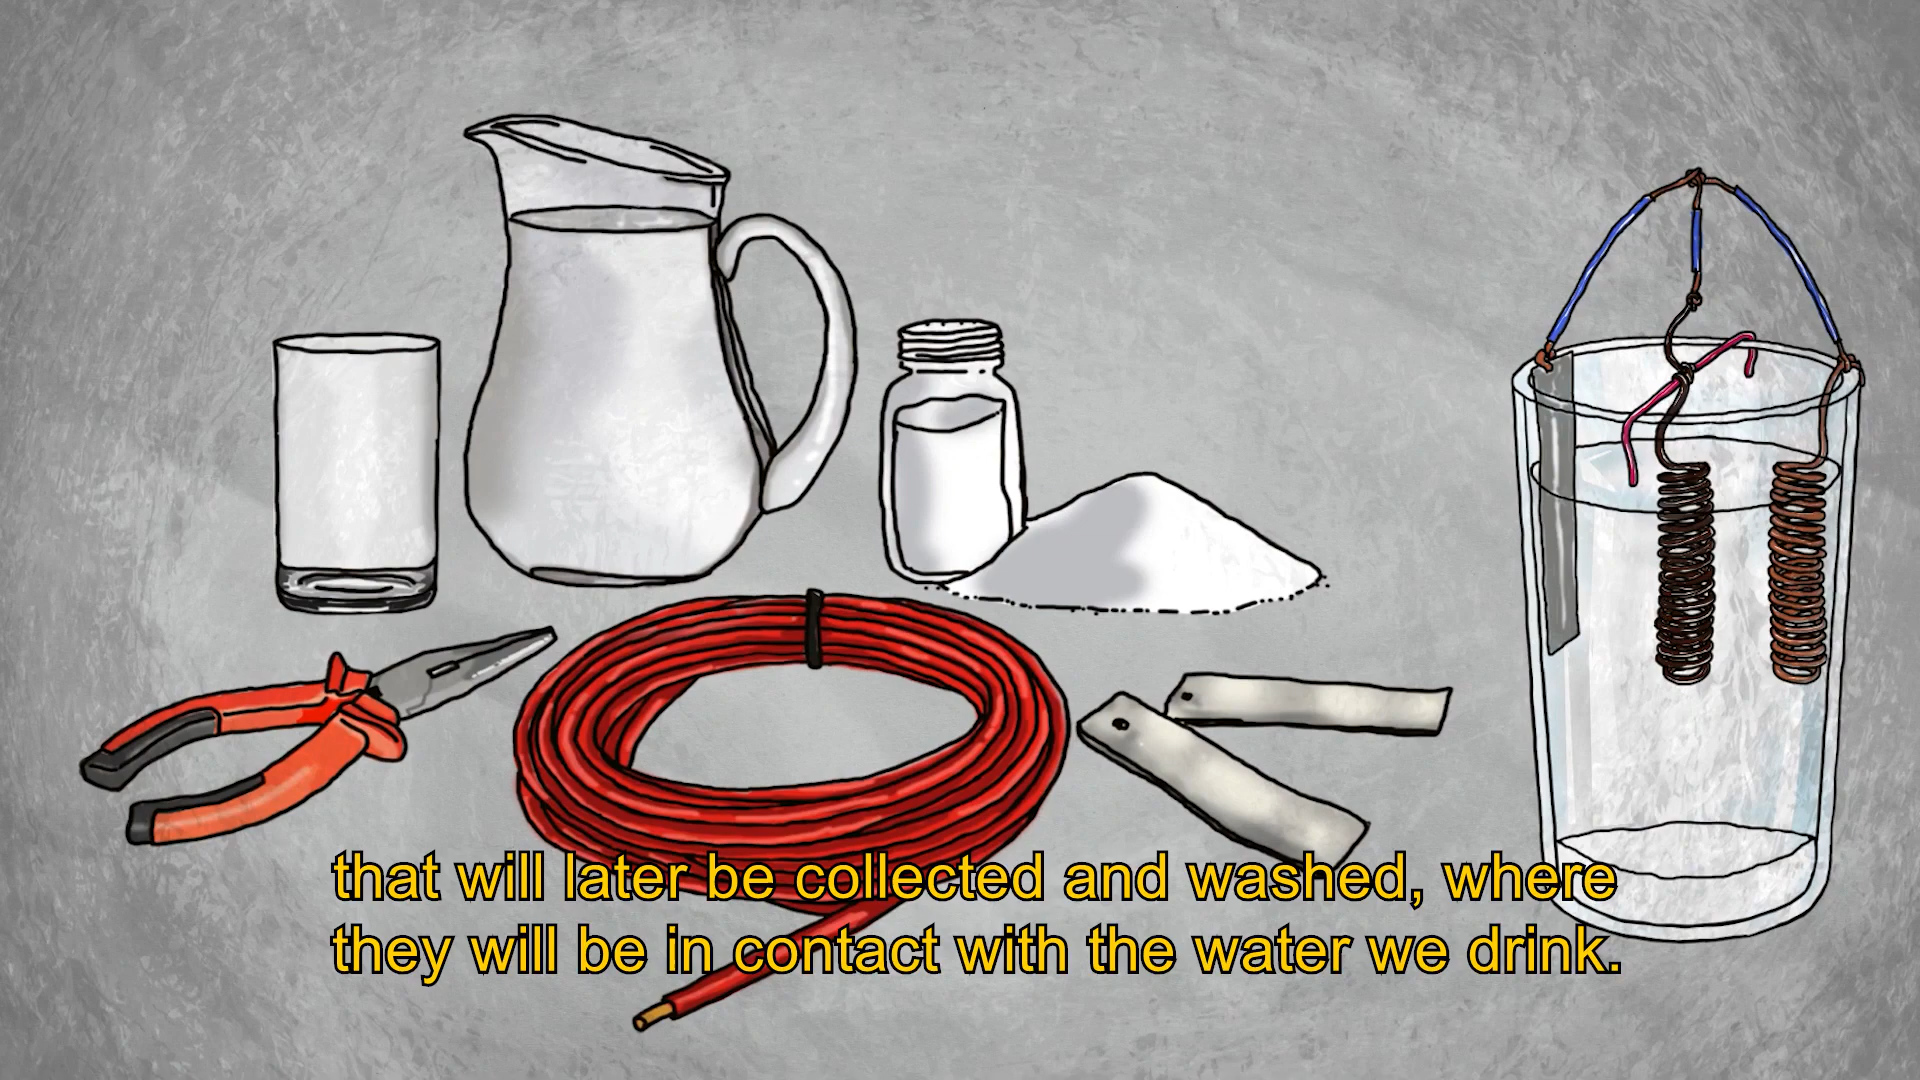 that will later be collected and washed, where
they will be in contact with the water we drink.